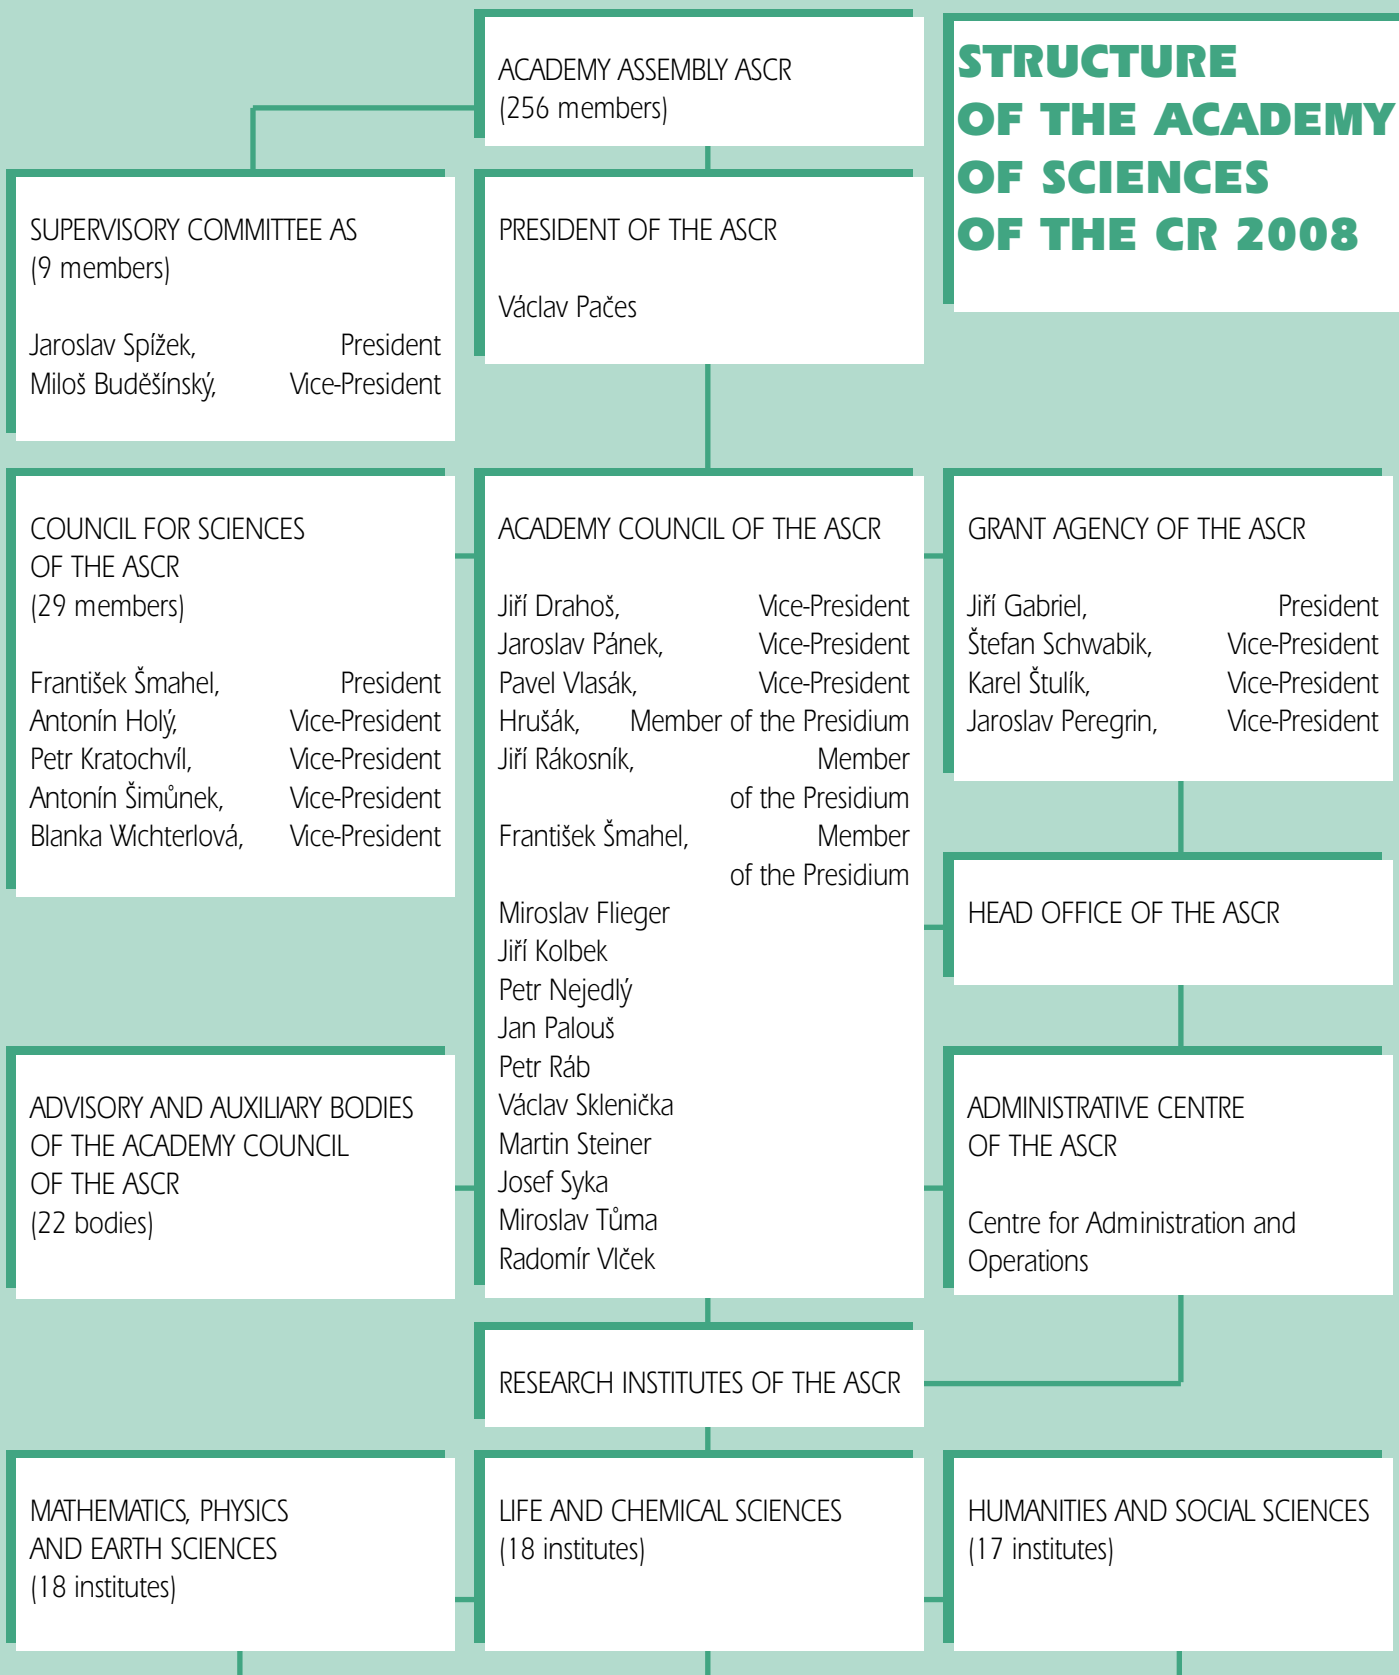 STRUCTURE
OF THE ACADEMY
OF SCIENCES
OF THE CR 2008
ACADEMY ASSEMBLY ASCR
(256 members)
SUPERVISORY COMMITTEE AS
(9 members)
Jaroslav Spížek, President
Miloš Buděšínský, Vice-President
PRESIDENT OF THE ASCR
Václav Pačes
COUNCIL FOR SCIENCES
OF THE ASCR
(29 members)
František Šmahel, President
Antonín Holý, Vice-President
Petr Kratochvíl, Vice-President
Antonín Šimůnek, Vice-President
Blanka Wichterlová, Vice-President
ACADEMY COUNCIL OF THE ASCR
Jiří Drahoš, Vice-President
Jaroslav Pánek, Vice-President
Pavel Vlasák, Vice-President
Hrušák, Member of the Presidium
Jiří Rákosník, Member
of the Presidium
František Šmahel, Member
of the Presidium
Miroslav Flieger
Jiří Kolbek
Petr Nejedlý
Jan Palouš
Petr Ráb
Václav Sklenička
Martin Steiner
Josef Syka
Miroslav Tůma
Radomír Vlček
GRANT AGENCY OF THE ASCR
Jiří Gabriel, President
Štefan Schwabik, Vice-President
Karel Štulík, Vice-President
Jaroslav Peregrin, Vice-President
HEAD OFFICE OF THE ASCR
ADVISORY AND AUXILIARY BODIES
OF THE ACADEMY COUNCIL
OF THE ASCR
(22 bodies)
ADMINISTRATIVE CENTRE
OF THE ASCR
Centre for Administration and
Operations
RESEARCH INSTITUTES OF THE ASCR
MATHEMATICS, PHYSICS
AND EARTH SCIENCES
(18 institutes)
LIFE AND CHEMICAL SCIENCES
(18 institutes)
HUMANITIES AND SOCIAL SCIENCES
(17 institutes)